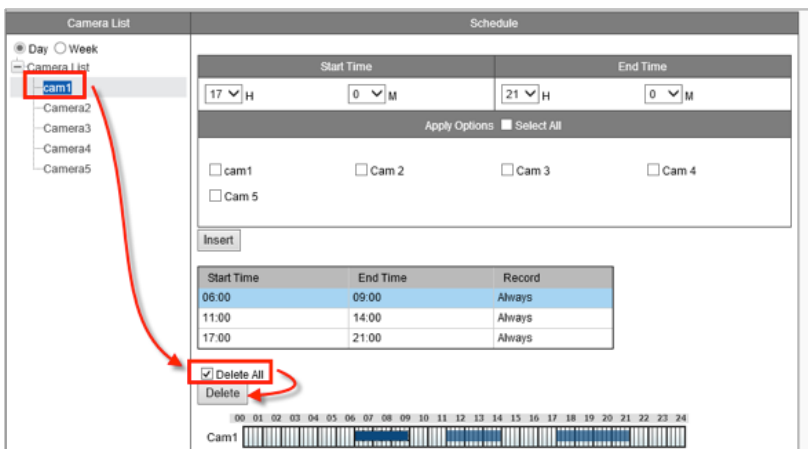 Camera List
Schedule
Day Week
Camera List
cam1
Camera2
Camera3
Camera4
Camera5
Start Time End Time
17 H 0 M 21 H 0 M
Apply Options Select All
cam1 Cam 2 Cam 3 Cam 4
Cam 5
Insert
Start Time End Time Record
06:00 09:00 Always
11:00 14:00 Always
17:00 21:00 Always
Delete All
Delete
00 01 02 03 04 05 06 07 08 09 10 11 12 13 14 15 16 17 18 19 20 21 22 23 24
Cam1